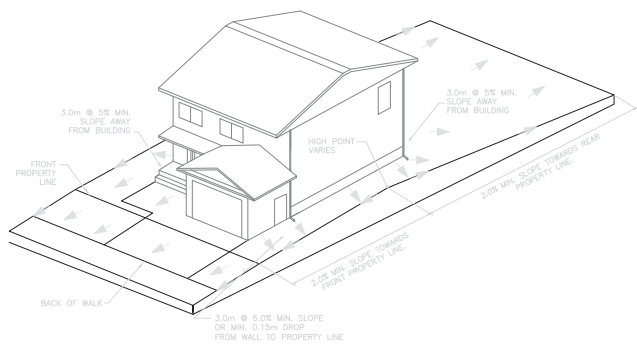 3.0m @ 5% MIN.
SLOPE AWAY
FROM BUILDING
3.0m @ 5% MIN.
SLOPE AWAY
FROM BUILDING
HIGH POINT
VARIES
FRONT
PROPERTY
LINE
2.0% MIN. SLOPE TOWARDS REAR
PROPERTY LINE.
2.0% MIN. SLOPE TOWARDS
FRONT PROPERTY LINE.
BACK OF WALK
3.0m @ 5.0% MIN. SLOPE
OR MIN. 0.15m DROP
FROM WALL TO PROPERTY LINE